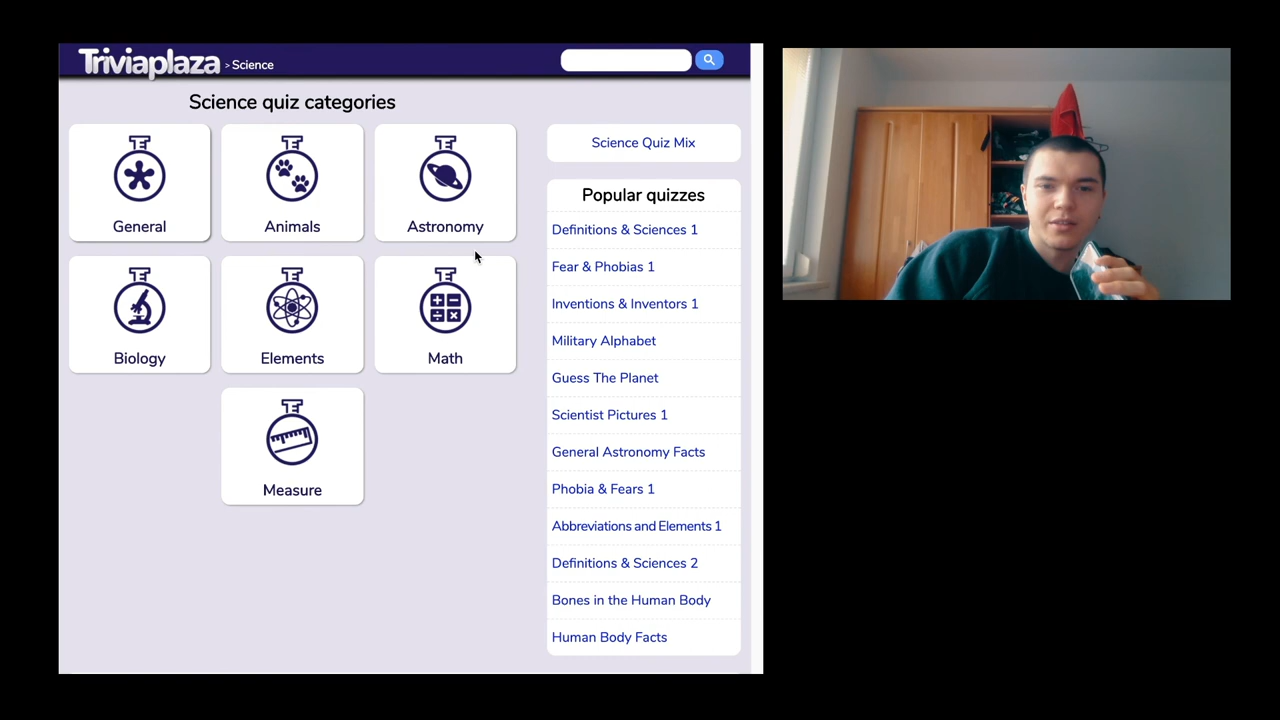 Triviaplaza > Science
Science quiz categories
General
Animals
Astronomy
Biology
Elements
Math
Measure
Science Quiz Mix
Popular quizzes
Definitions & Sciences 1
Fear & Phobias 1
Inventions & Inventors 1
Military Alphabet
Guess The Planet
Scientist Pictures 1
General Astronomy Facts
Phobia & Fears 1
Abbreviations and Elements 1
Definitions & Sciences 2
Bones in the Human Body
Human Body Facts